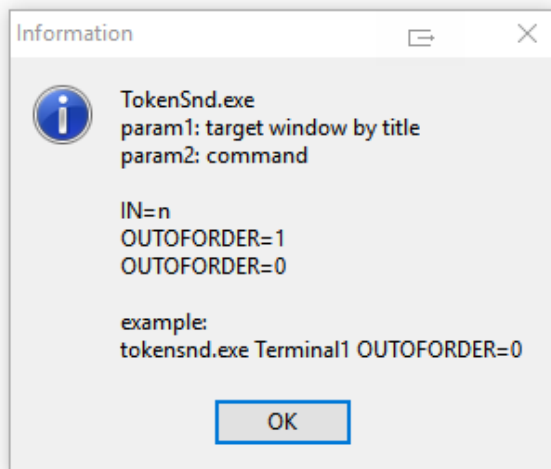 Information
TokenSnd.exe
param1: target window by title
param2: command
IN=n
OUTOFORDER=1
OUTOFORDER=0
example:
tokensnd.exe Terminal1 OUTOFORDER=0
OK